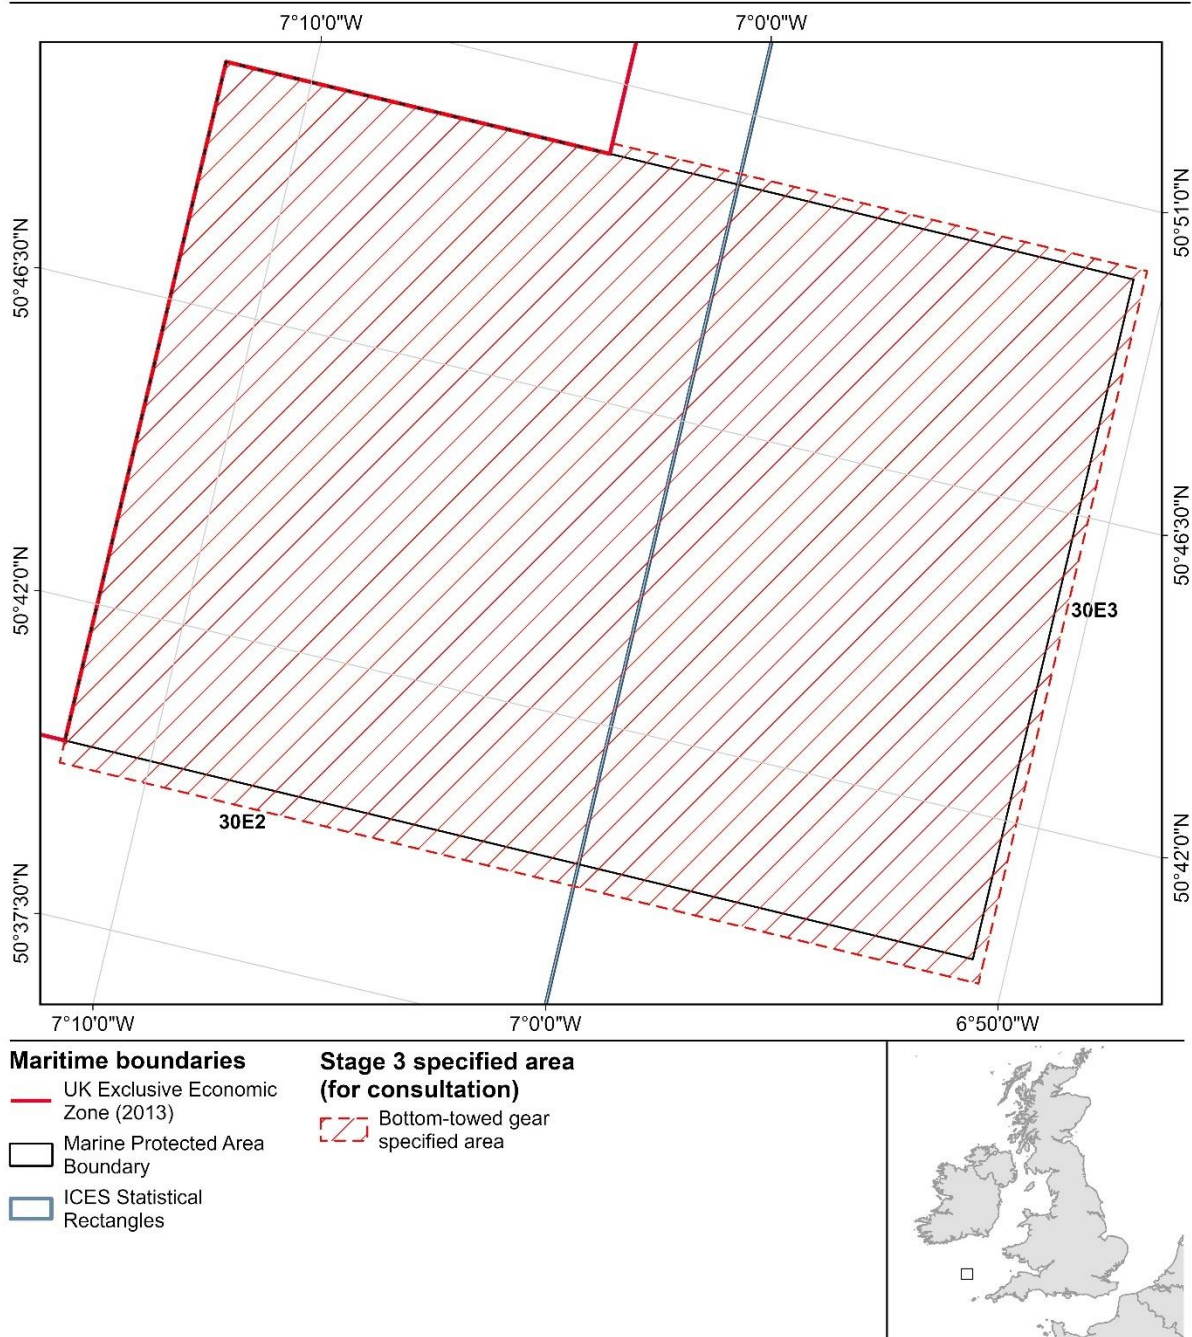 7°10'0"W
7°0'0"W
50°51'0"N
50°46'30"N
50°46'30"N
50°42'0"N
30E3
30E2
50°42'0"N
50°37'30"N
7°10'0"W
7°0'0"W
6°50'0"W
Maritime boundaries
UK Exclusive Economic
Zone (2013)
Marine Protected Area
Boundary
ICES Statistical
Rectangles
Stage 3 specified area
(for consultation)
Bottom-towed gear
specified area